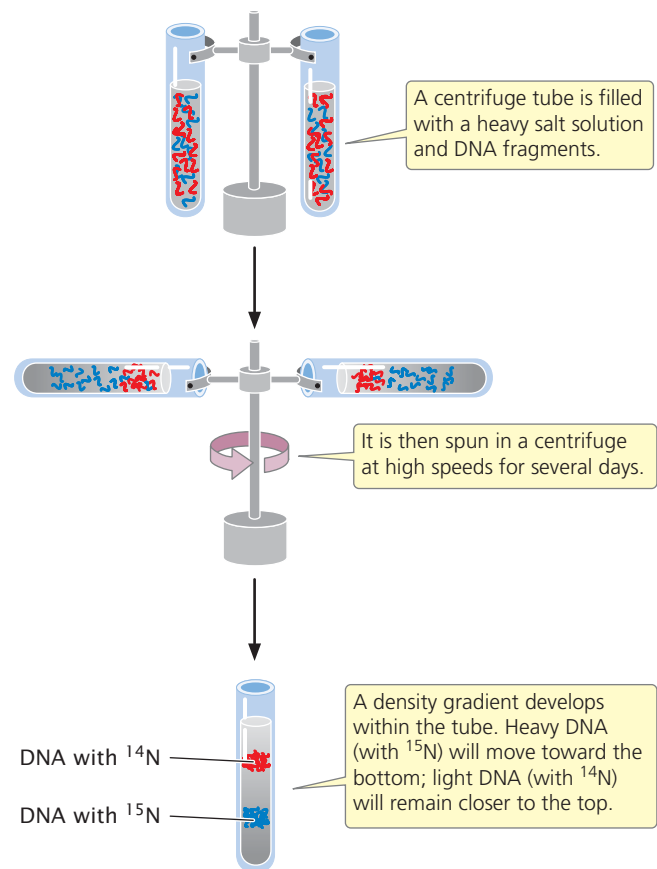 A centrifuge tube is filled
with a heavy salt solution
and DNA fragments.
It is then spun in a centrifuge
at high speeds for several days.
A density gradient develops
within the tube. Heavy DNA
(with ¹⁵N) will move toward the
bottom; light DNA (with ¹⁴N)
will remain closer to the top.
DNA with ¹⁴N
DNA with ¹⁵N